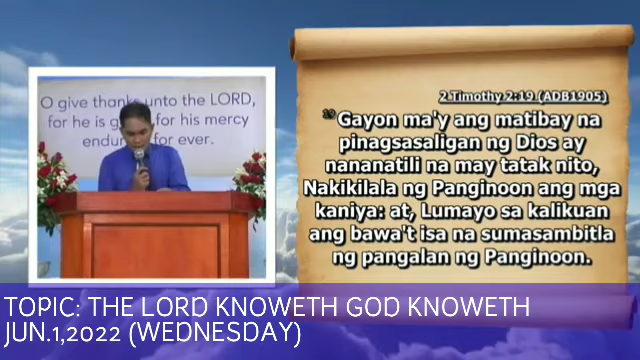 O give thanks unto the LORD,
for he is good, for his mercy
endureth for ever.
2 Timothy 2:19 (ADB1905)
19 Gayon ma'y ang matibay na
pinagsasaligan ng Dios ay
nananatili na may tatak nito,
Nakikilala ng Panginoon ang mga
kaniya: at, Lumayo sa kalikuan
ang bawa't isa na sumasambitla
ng pangalan ng Panginoon.
TOPIC: THE LORD KNOWETH GOD KNOWETH
JUN.1,2022 (WEDNESDAY)